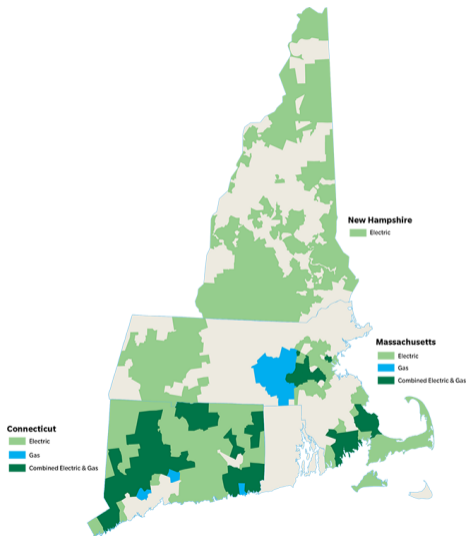 New Hampshire
Electric
Massachusetts
Electric
Gas
Combined Electric & Gas
Connecticut
Electric
Gas
Combined Electric & Gas